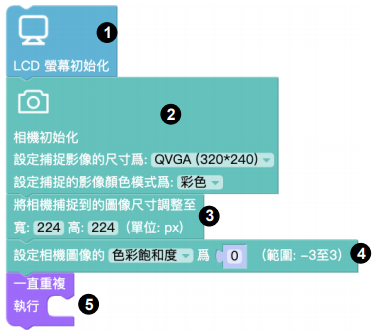 1
LCD 螢幕初始化
2
相機初始化
設定捕捉影像的尺寸爲: QVGA (320*240)
設定捕捉的影像顏色模式爲: 彩色
將相機捕捉到的圖像尺寸調整至
寬: 224 高: 224 (單位: px)
3
設定相機圖像的 色彩飽和度 爲 0 (範圍: -3至3)
4
一直重複
執行
5